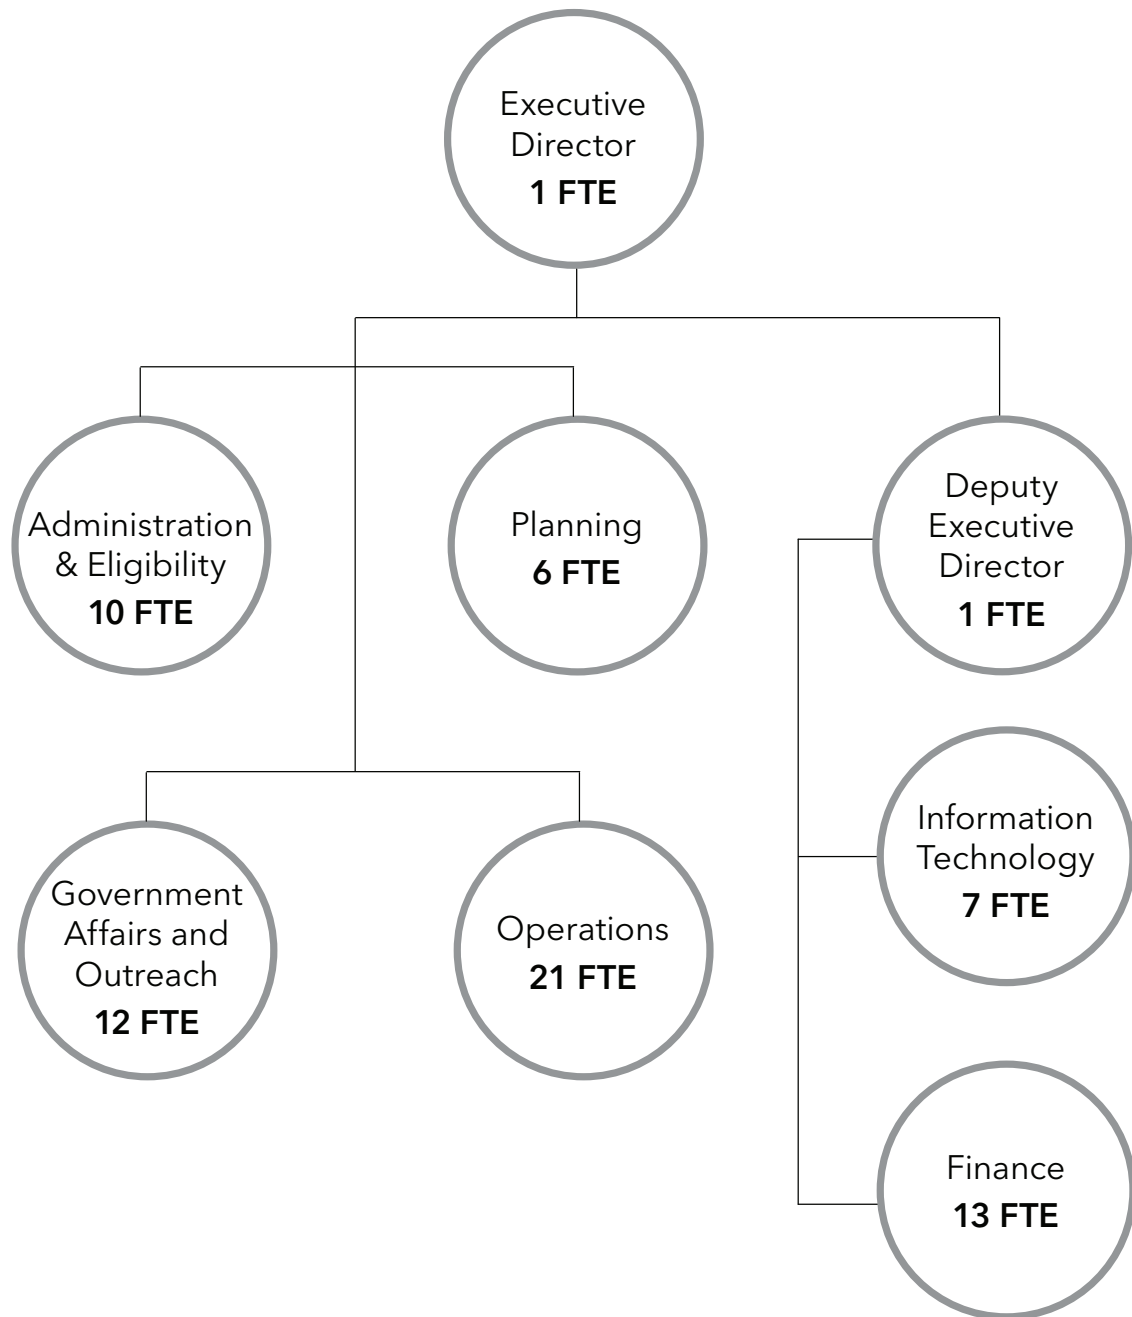 Executive
Director
1 FTE
Administration
& Eligibility
10 FTE
Planning
6 FTE
Deputy
Executive
Director
1 FTE
Government
Affairs and
Outreach
12 FTE
Operations
21 FTE
Information
Technology
7 FTE
Finance
13 FTE